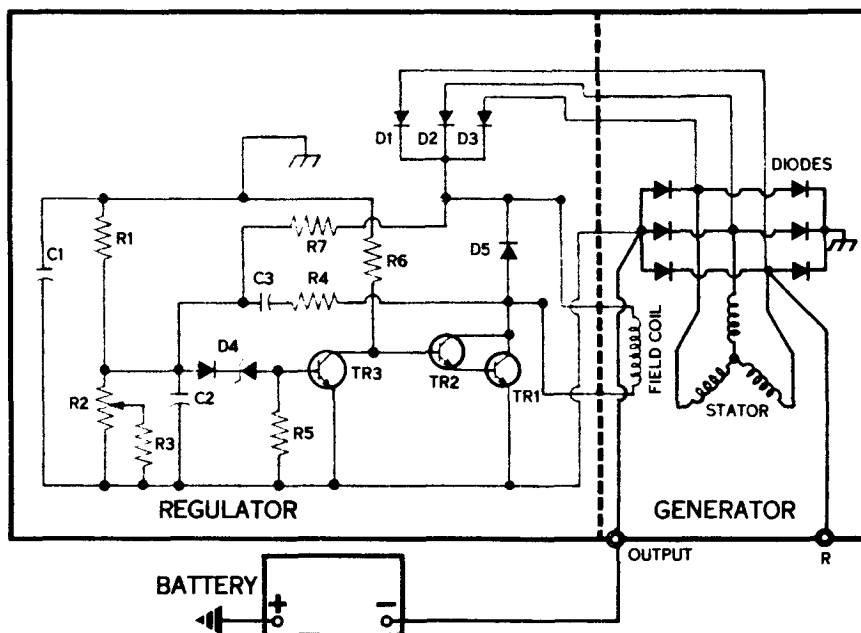 D1
D2
D3
DIODES
R1
R7
R6
D5
C1
C3
R4
D4
TR3
TR2
TR1
FIELD COIL
R2
C2
R3
R5
STATOR
REGULATOR
GENERATOR
OUTPUT
R
BATTERY
+
−